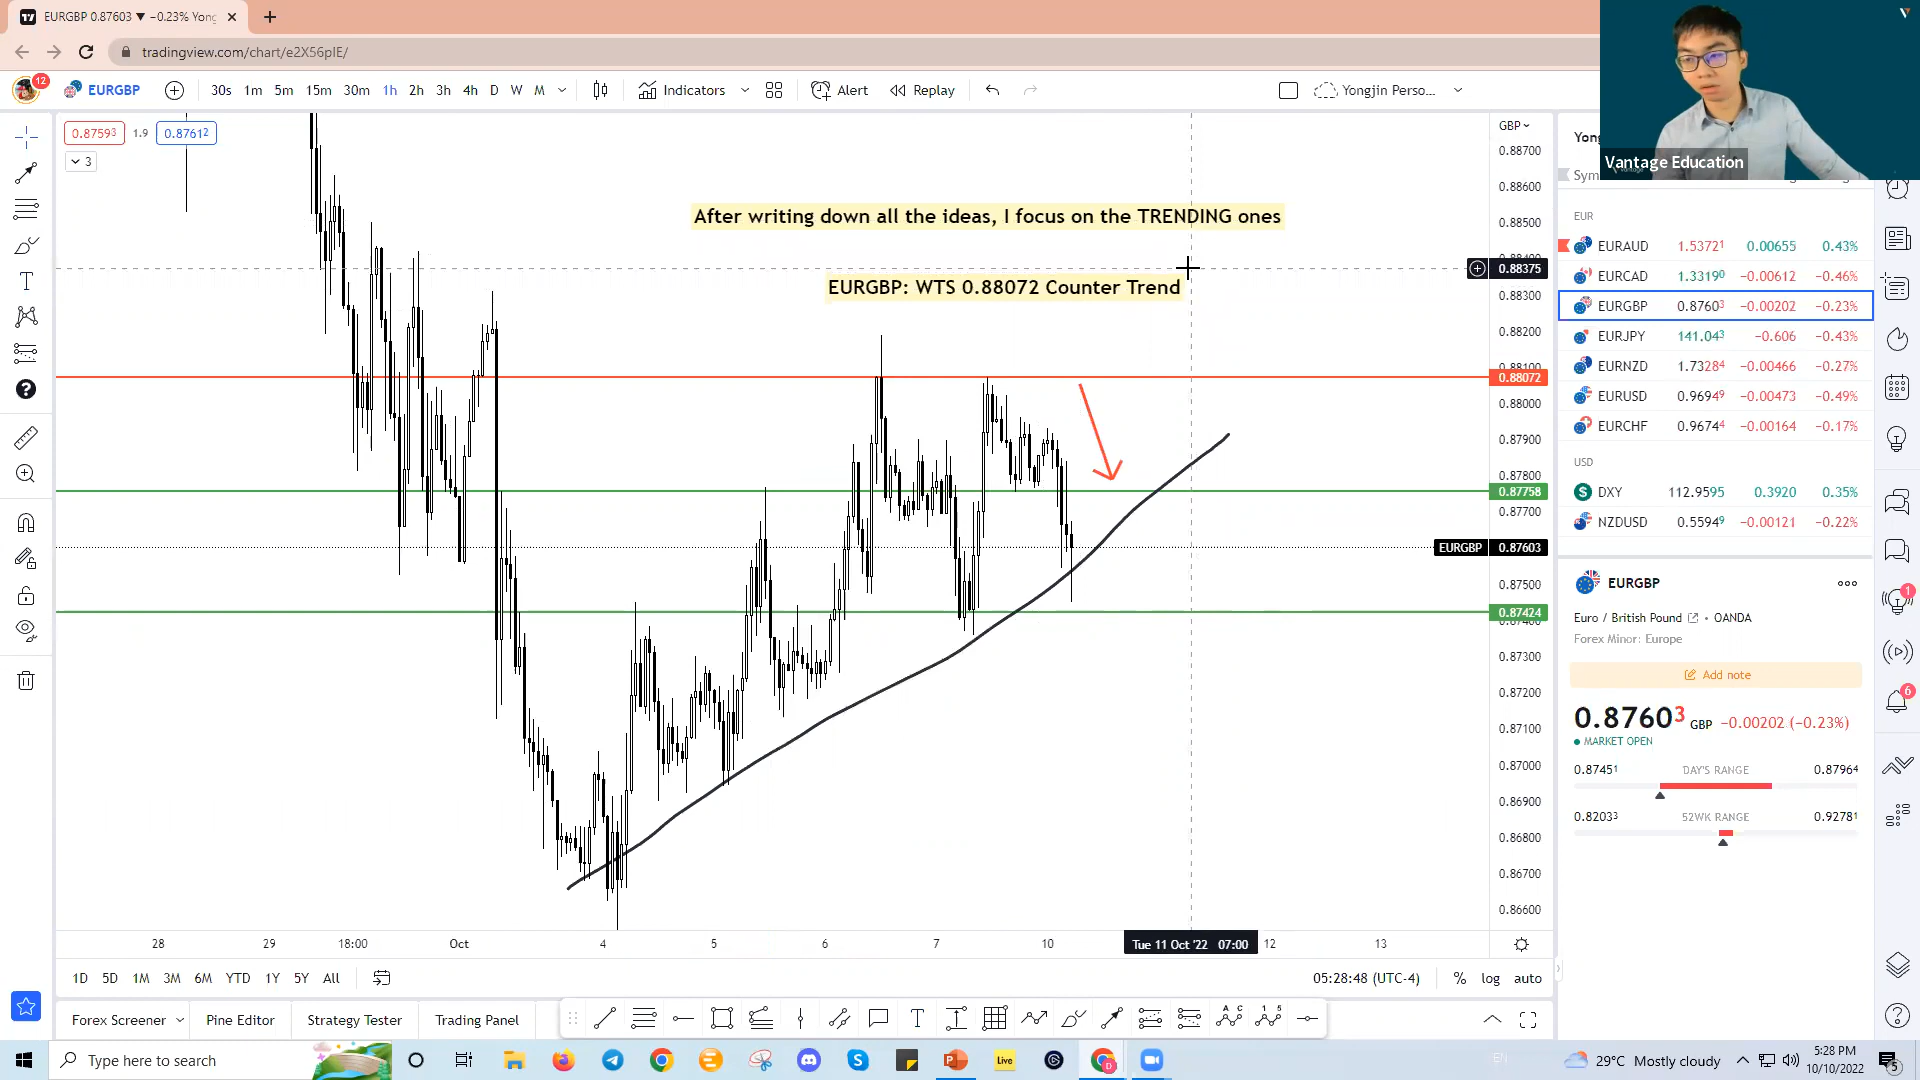 EURGBP 0.87603 ▼ −0.23% Yong
tradingview.com/chart/e2X56pIE/
12
EURGBP
30s 1m 5m 15m 30m 1h 2h 3h 4h D W M
Indicators
Alert
Replay
Yongjin Perso...
0.87593 1.9 0.87612
3
After writing down all the ideas, I focus on the TRENDING ones
EURGBP: WTS 0.88072 Counter Trend
GBP
0.88700
0.88600
0.88500
0.88375
0.88300
0.88200
0.88072
0.88000
0.87900
0.87800
0.87758
0.87700
EURGBP 0.87603
0.87500
0.87424
0.87300
0.87200
0.87100
0.87000
0.86900
0.86800
0.86700
0.86600
28 29 18:00 Oct 4 5 6 7 10 Tue 11 Oct '22 07:00 12 13
1D 5D 1M 3M 6M YTD 1Y 5Y All
05:28:48 (UTC-4) % log auto
Forex Screener Pine Editor Strategy Tester Trading Panel
Vantage Education
EUR
EURAUD 1.53721 0.00655 0.43%
EURCAD 1.33190 −0.00612 −0.46%
EURGBP 0.87603 −0.00202 −0.23%
EURJPY 141.043 −0.606 −0.43%
EURNZD 1.73284 −0.00466 −0.27%
EURUSD 0.96949 −0.00473 −0.49%
EURCHF 0.96744 −0.00164 −0.17%
USD
DXY 112.9595 0.3920 0.35%
NZDUSD 0.55949 −0.00121 −0.22%
EURGBP
Euro / British Pound • OANDA
Forex Minor: Europe
Add note
0.87603 GBP −0.00202 (−0.23%)
MARKET OPEN
0.87451 DAY'S RANGE 0.87964
0.82033 52WK RANGE 0.92781
1
6
Type here to search
Live
29°C Mostly cloudy
5:28 PM
10/10/2022
5